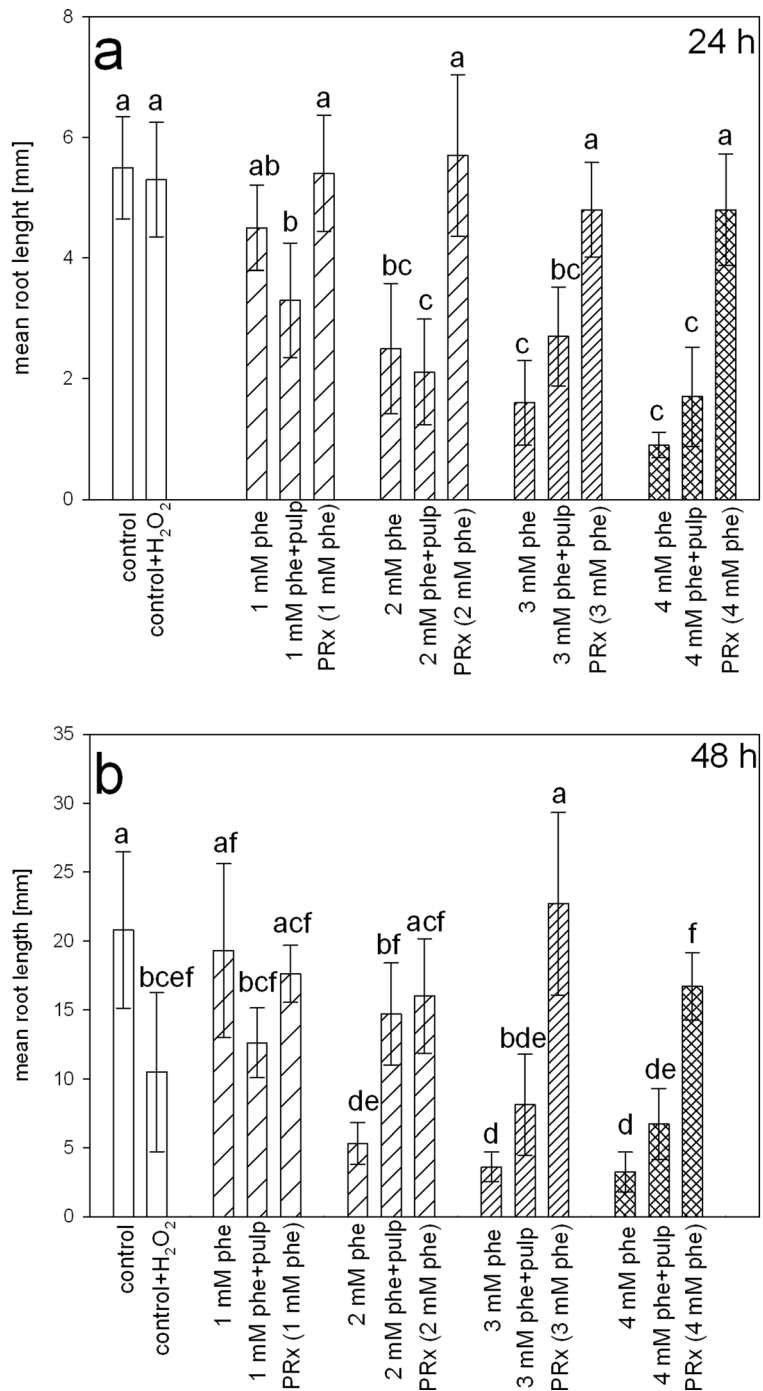 a
24 h
mean root lenght [mm]
8
6
4
2
0
a
a
ab
b
a
bc
c
a
c
bc
a
c
c
a
control
control+H₂O₂
1 mM phe
1 mM phe+pulp
PRx (1 mM phe)
2 mM phe
2 mM phe+pulp
PRx (2 mM phe)
3 mM phe
3 mM phe+pulp
PRx (3 mM phe)
4 mM phe
4 mM phe+pulp
PRx (4 mM phe)
b
48 h
mean root length [mm]
35
30
25
20
15
10
5
0
a
bcef
af
bcf
acf
de
bf
acf
d
bde
a
d
de
f
control
control+H₂O₂
1 mM phe
1 mM phe+pulp
PRx (1 mM phe)
2 mM phe
2 mM phe+pulp
PRx (2 mM phe)
3 mM phe
3 mM phe+pulp
PRx (3 mM phe)
4 mM phe
4 mM phe+pulp
PRx (4 mM phe)